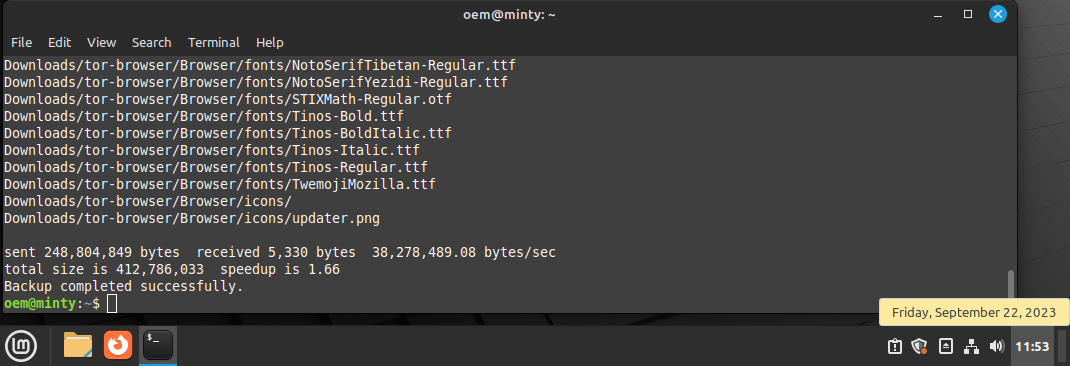 oem@minty: ~
File Edit View Search Terminal Help
Downloads/tor-browser/Browser/fonts/NotoSerifTibetan-Regular.ttf
Downloads/tor-browser/Browser/fonts/NotoSerifYezidi-Regular.ttf
Downloads/tor-browser/Browser/fonts/STIXMath-Regular.otf
Downloads/tor-browser/Browser/fonts/Tinos-Bold.ttf
Downloads/tor-browser/Browser/fonts/Tinos-BoldItalic.ttf
Downloads/tor-browser/Browser/fonts/Tinos-Italic.ttf
Downloads/tor-browser/Browser/fonts/Tinos-Regular.ttf
Downloads/tor-browser/Browser/fonts/TwemojiMozilla.ttf
Downloads/tor-browser/Browser/icons/
Downloads/tor-browser/Browser/icons/updater.png
sent 248,804,849 bytes  received 5,330 bytes  38,278,489.08 bytes/sec
total size is 412,786,033  speedup is 1.66
Backup completed successfully.
oem@minty:~$
Friday, September 22, 2023
11:53